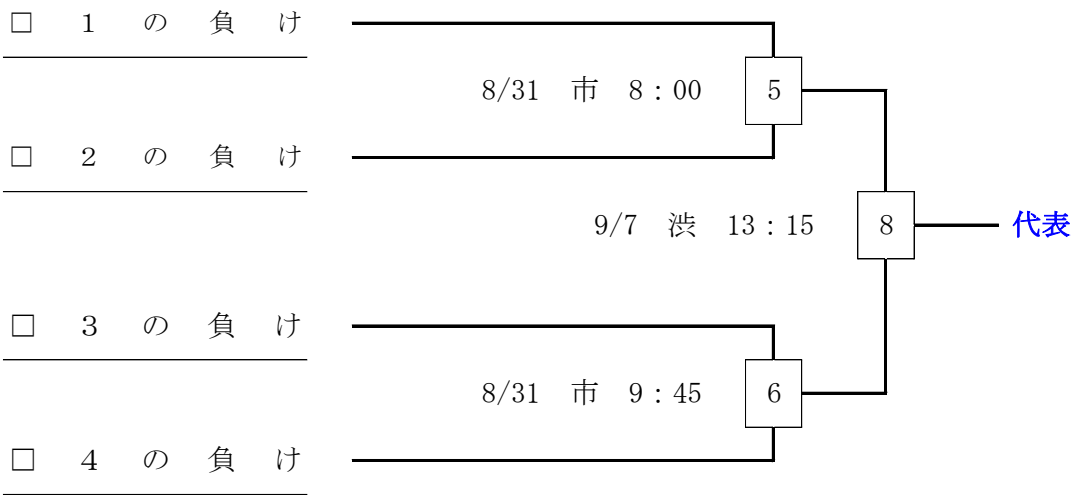 □ 1 の 負 け
8/31 市 8：00 5
□ 2 の 負 け
9/7 渋 13：15 8 代表
□ 3 の 負 け
8/31 市 9：45 6
□ 4 の 負 け